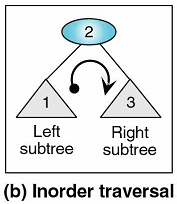 2
1
3
Left
subtree
Right
subtree
(b) Inorder traversal